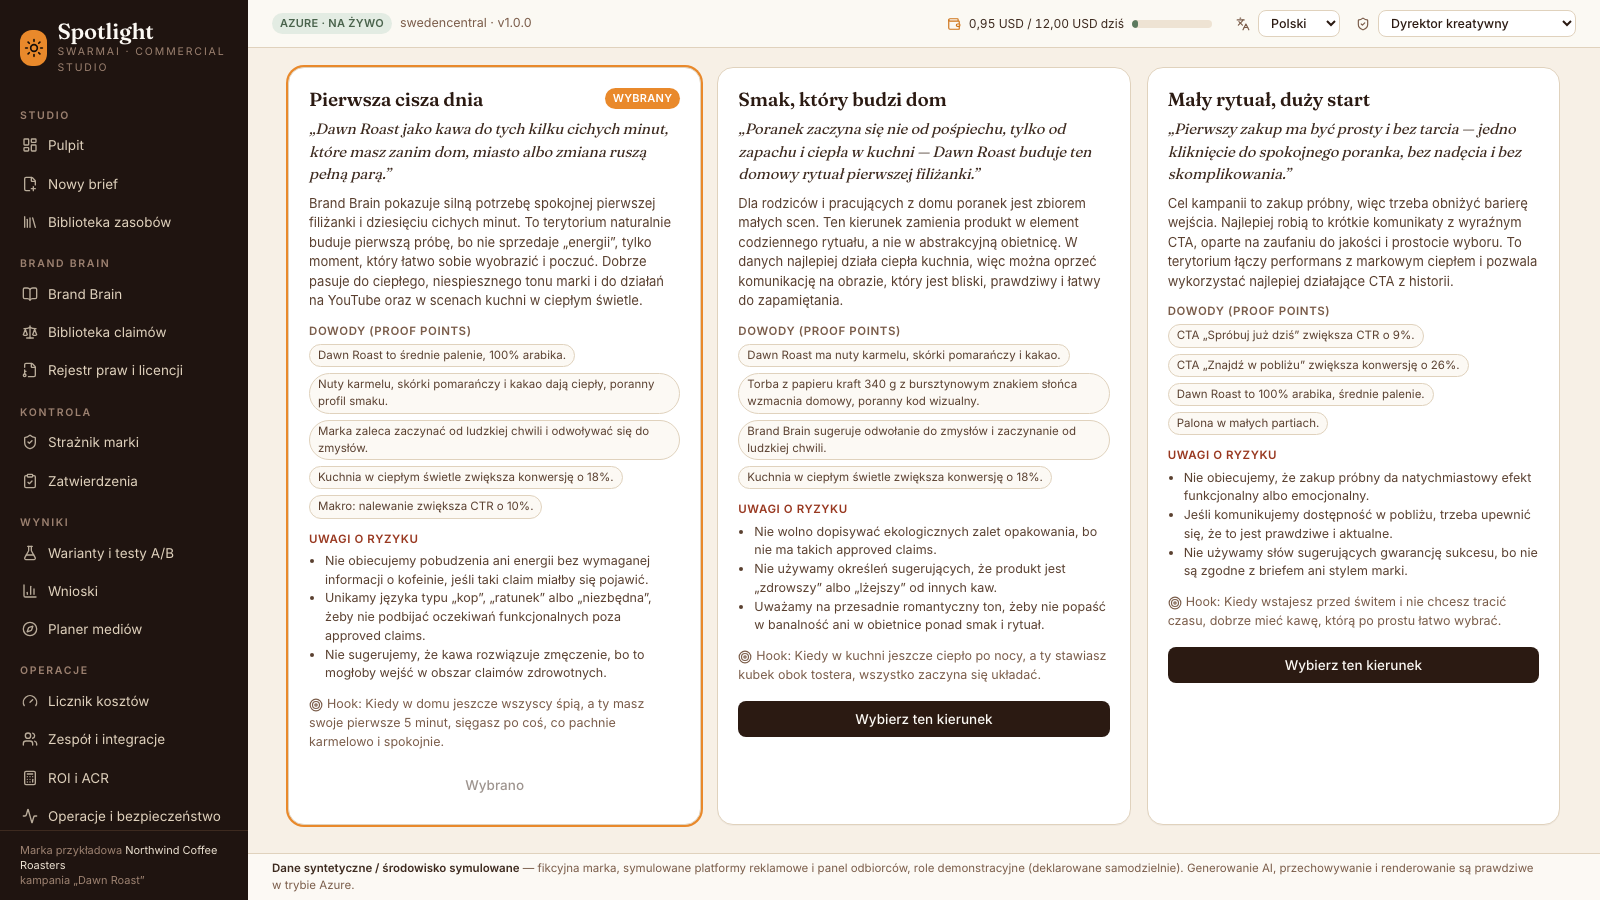 Spotlight
SWARMAI · COMMERCIAL
STUDIO
STUDIO
Pulpit
Nowy brief
Biblioteka zasobów
BRAND BRAIN
Brand Brain
Biblioteka claimów
Rejestr praw i licencji
KONTROLA
Strażnik marki
Zatwierdzenia
WYNIKI
Warianty i testy A/B
Wnioski
Planer mediów
OPERACJE
Licznik kosztów
Zespół i integracje
ROI i ACR
Operacje i bezpieczeństwo
Marka przykładowa Northwind Coffee
Roasters
kampania „Dawn Roast”
AZURE · NA ŻYWO swedencentral · v1.0.0
0,95 USD / 12,00 USD dziś
Polski
Dyrektor kreatywny
Pierwsza cisza dnia
WYBRANY
„Dawn Roast jako kawa do tych kilku cichych minut,
które masz zanim dom, miasto albo zmiana ruszą
pełną parą.”
Brand Brain pokazuje silną potrzebę spokojnej pierwszej
filiżanki i dziesięciu cichych minut. To terytorium naturalnie
buduje pierwszą próbę, bo nie sprzedaje „energii”, tylko
moment, który łatwo sobie wyobrazić i poczuć. Dobrze
pasuje do ciepłego, niespiesznego tonu marki i do działań
na YouTube oraz w scenach kuchni w ciepłym świetle.
DOWODY (PROOF POINTS)
Dawn Roast to średnie palenie, 100% arabika.
Nuty karmelu, skórki pomarańczy i kakao dają ciepły, poranny
profil smaku.
Marka zaleca zaczynać od ludzkiej chwili i odwoływać się do
zmysłów.
Kuchnia w ciepłym świetle zwiększa konwersję o 18%.
Makro: nalewanie zwiększa CTR o 10%.
UWAGI O RYZYKU
• Nie obiecujemy pobudzenia ani energii bez wymaganej
informacji o kofeinie, jeśli taki claim miałby się pojawić.
• Unikamy języka typu „kop”, „ratunek” albo „niezbędna”,
żeby nie podbijać oczekiwań funkcjonalnych poza
approved claims.
• Nie sugerujemy, że kawa rozwiązuje zmęczenie, bo to
mogłoby wejść w obszar claimów zdrowotnych.
Hook: Kiedy w domu jeszcze wszyscy śpią, a ty masz
swoje pierwsze 5 minut, sięgasz po coś, co pachnie
karmelowo i spokojnie.
Wybrano
Smak, który budzi dom
„Poranek zaczyna się nie od pośpiechu, tylko od
zapachu i ciepła w kuchni — Dawn Roast buduje ten
domowy rytuał pierwszej filiżanki.”
Dla rodziców i pracujących z domu poranek jest zbiorem
małych scen. Ten kierunek zamienia produkt w element
codziennego rytuału, a nie w abstrakcyjną obietnicę. W
danych najlepiej działa ciepła kuchnia, więc można oprzeć
komunikację na obrazie, który jest bliski, prawdziwy i łatwy
do zapamiętania.
DOWODY (PROOF POINTS)
Dawn Roast ma nuty karmelu, skórki pomarańczy i kakao.
Torba z papieru kraft 340 g z bursztynowym znakiem słońca
wzmacnia domowy, poranny kod wizualny.
Brand Brain sugeruje odwołanie do zmysłów i zaczynanie od
ludzkiej chwili.
Kuchnia w ciepłym świetle zwiększa konwersję o 18%.
UWAGI O RYZYKU
• Nie wolno dopisywać ekologicznych zalet opakowania, bo
nie ma takich approved claims.
• Nie używamy określeń sugerujących, że produkt jest
„zdrowszy” albo „lżejszy” od innych kaw.
• Uważamy na przesadnie romantyczny ton, żeby nie popaść
w banalność ani w obietnice ponad smak i rytuał.
Hook: Kiedy w kuchni jeszcze ciepło po nocy, a ty stawiasz
kubek obok tostera, wszystko zaczyna się układać.
Wybierz ten kierunek
Mały rytuał, duży start
„Pierwszy zakup ma być prosty i bez tarcia — jedno
kliknięcie do spokojnego poranka, bez nadęcia i bez
skomplikowania.”
Cel kampanii to zakup próbny, więc trzeba obniżyć barierę
wejścia. Najlepiej robią to krótkie komunikaty z wyraźnym
CTA, oparte na zaufaniu do jakości i prostocie wyboru. To
terytorium łączy performans z markowym ciepłem i pozwala
wykorzystać najlepiej działające CTA z historii.
DOWODY (PROOF POINTS)
CTA „Spróbuj już dziś” zwiększa CTR o 9%.
CTA „Znajdź w pobliżu” zwiększa konwersję o 26%.
Dawn Roast to 100% arabika, średnie palenie.
Palona w małych partiach.
UWAGI O RYZYKU
• Nie obiecujemy, że zakup próbny da natychmiastowy efekt
funkcjonalny albo emocjonalny.
• Jeśli komunikujemy dostępność w pobliżu, trzeba upewnić
się, że to jest prawdziwe i aktualne.
• Nie używamy słów sugerujących gwarancję sukcesu, bo nie
są zgodne z briefem ani stylem marki.
Hook: Kiedy wstajesz przed świtem i nie chcesz tracić
czasu, dobrze mieć kawę, którą po prostu łatwo wybrać.
Wybierz ten kierunek
Dane syntetyczne / środowisko symulowane — fikcyjna marka, symulowane platformy reklamowe i panel odbiorców, role demonstracyjne (deklarowane samodzielnie). Generowanie AI, przechowywanie i renderowanie są prawdziwe
w trybie Azure.